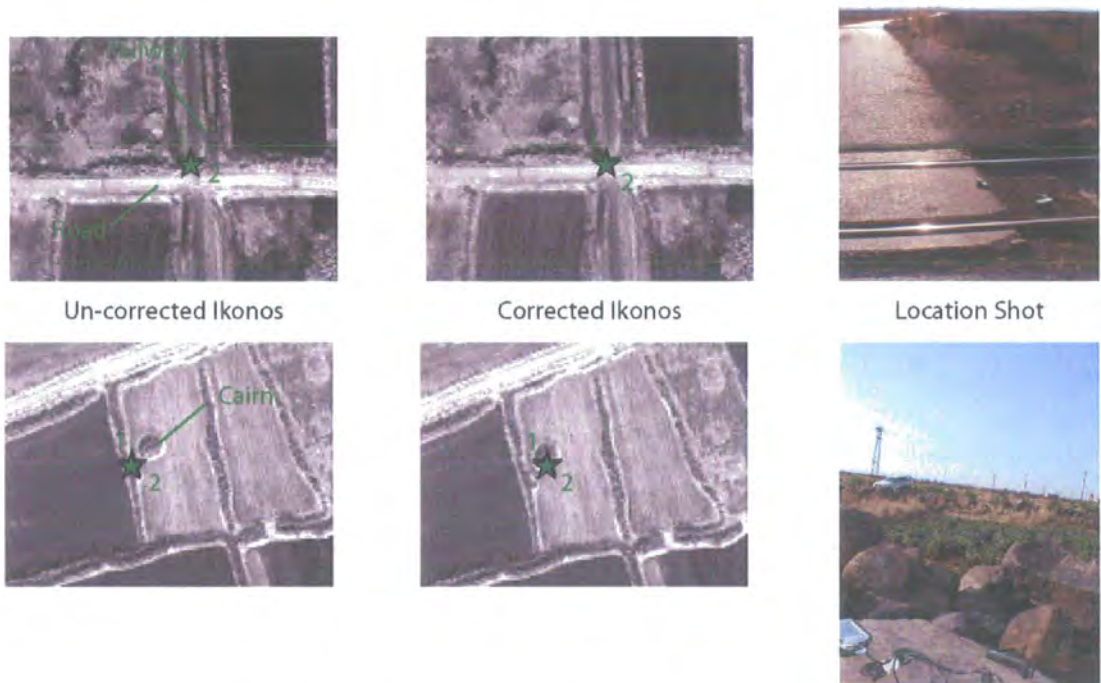 Railway
2
Road
2
Un-corrected Ikonos
Corrected Ikonos
Location Shot
Cairn
1
2
1
2